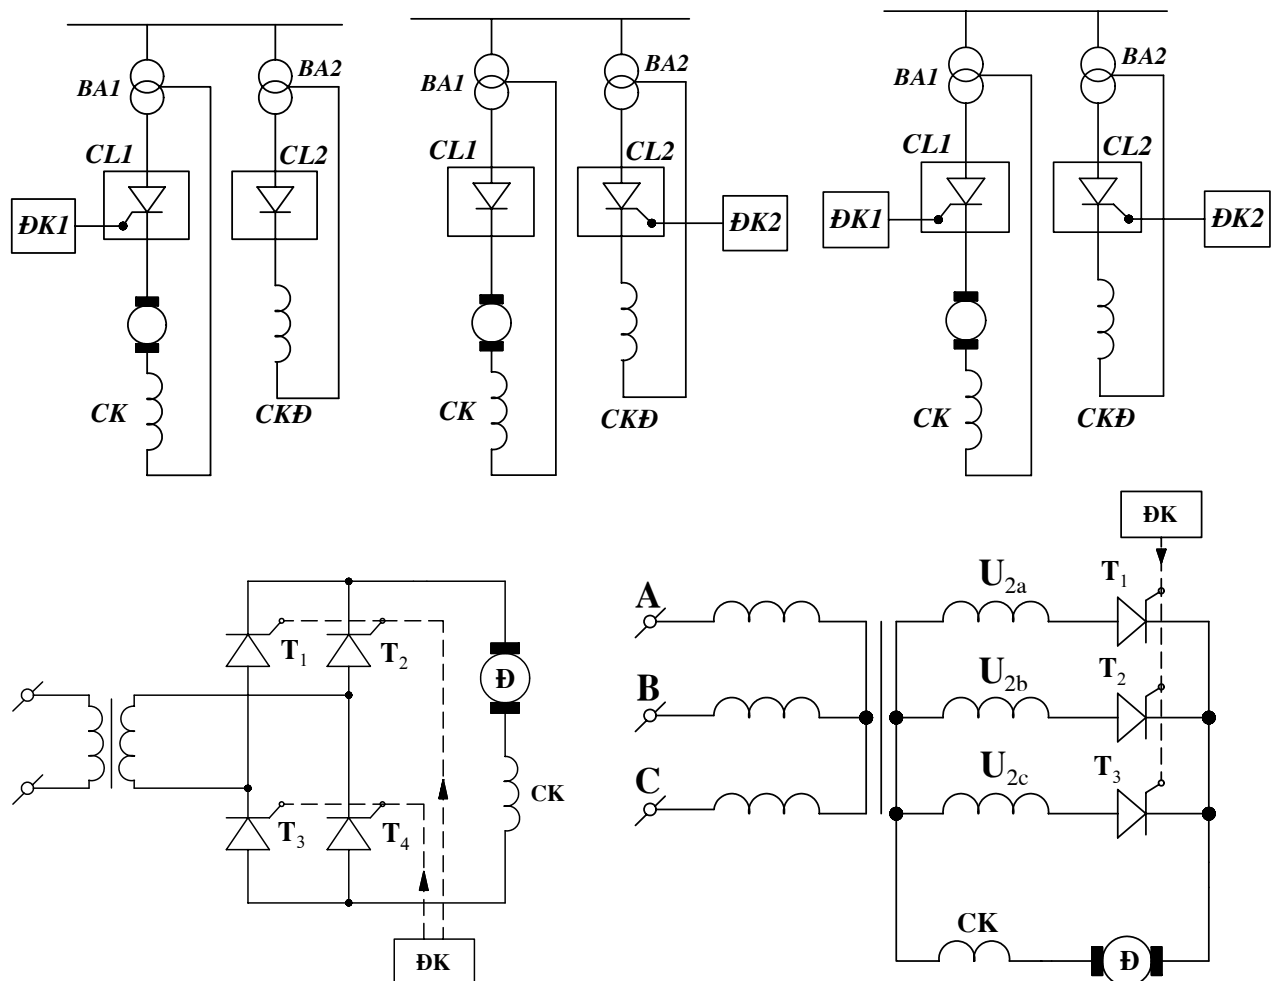 BA1
BA2
CL1
CL2
ĐK1
CK
CKĐ
BA1
BA2
CL1
CL2
ĐK2
CK
CKĐ
BA1
BA2
CL1
CL2
ĐK1
ĐK2
CK
CKĐ
T1
T2
Đ
CK
T3
T4
ĐK
ĐK
A
U2a
T1
B
U2b
T2
C
U2c
T3
CK
Đ